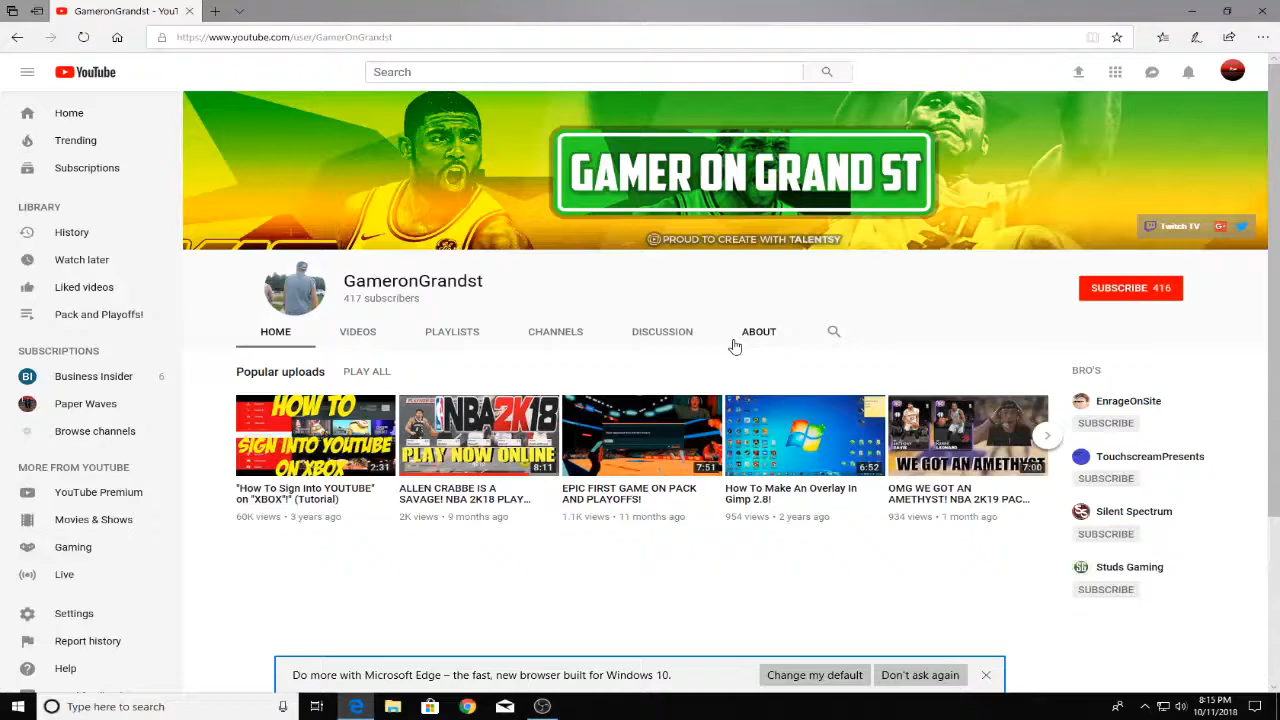 GameronGrandst - YouT
https://www.youtube.com/user/GamerOnGrandst
YouTube
Search
Home
Trending
Subscriptions
LIBRARY
History
Watch later
Liked videos
Pack and Playoffs!
SUBSCRIPTIONS
BI Business Insider 6
Paper Waves
Browse channels
MORE FROM YOUTUBE
YouTube Premium
Movies & Shows
Gaming
Live
Settings
Report history
Help
GAMER ON GRAND ST
PROUD TO CREATE WITH TALENTSY
Twitch TV
G+
GameronGrandst
417 subscribers
SUBSCRIBE 416
HOME VIDEOS PLAYLISTS CHANNELS DISCUSSION ABOUT
Popular uploads PLAY ALL
HOW TO
SIGN INTO YOUTUBE
ON XBOX
2:31
"How To Sign Into YOUTUBE"
on "XBOX"!" (Tutorial)
60K views • 3 years ago
NBA2K18
PLAY NOW ONLINE
8:11
ALLEN CRABBE IS A
SAVAGE! NBA 2K18 PLAY...
2K views • 9 months ago
7:51
EPIC FIRST GAME ON PACK
AND PLAYOFFS!
1.1K views • 11 months ago
6:52
How To Make An Overlay In
Gimp 2.8!
954 views • 2 years ago
WE GOT AN AMETHYST!
7:00
OMG WE GOT AN
AMETHYST! NBA 2K19 PAC...
934 views • 1 month ago
BRO'S
EnrageOnSite
SUBSCRIBE
TouchscreamPresents
SUBSCRIBE
Silent Spectrum
SUBSCRIBE
SG Studs Gaming
SUBSCRIBE
Do more with Microsoft Edge – the fast, new browser built for Windows 10.
Change my default
Don't ask again
Type here to search
8:15 PM
10/11/2018